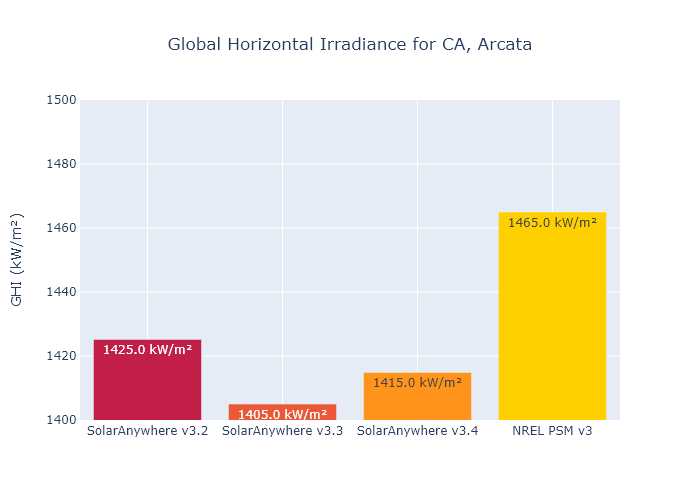 Global Horizontal Irradiance for CA, Arcata
GHI (kW/m²)
1500
1480
1460
1440
1420
1400
1425.0 kW/m²
1405.0 kW/m²
1415.0 kW/m²
1465.0 kW/m²
SolarAnywhere v3.2
SolarAnywhere v3.3
SolarAnywhere v3.4
NREL PSM v3